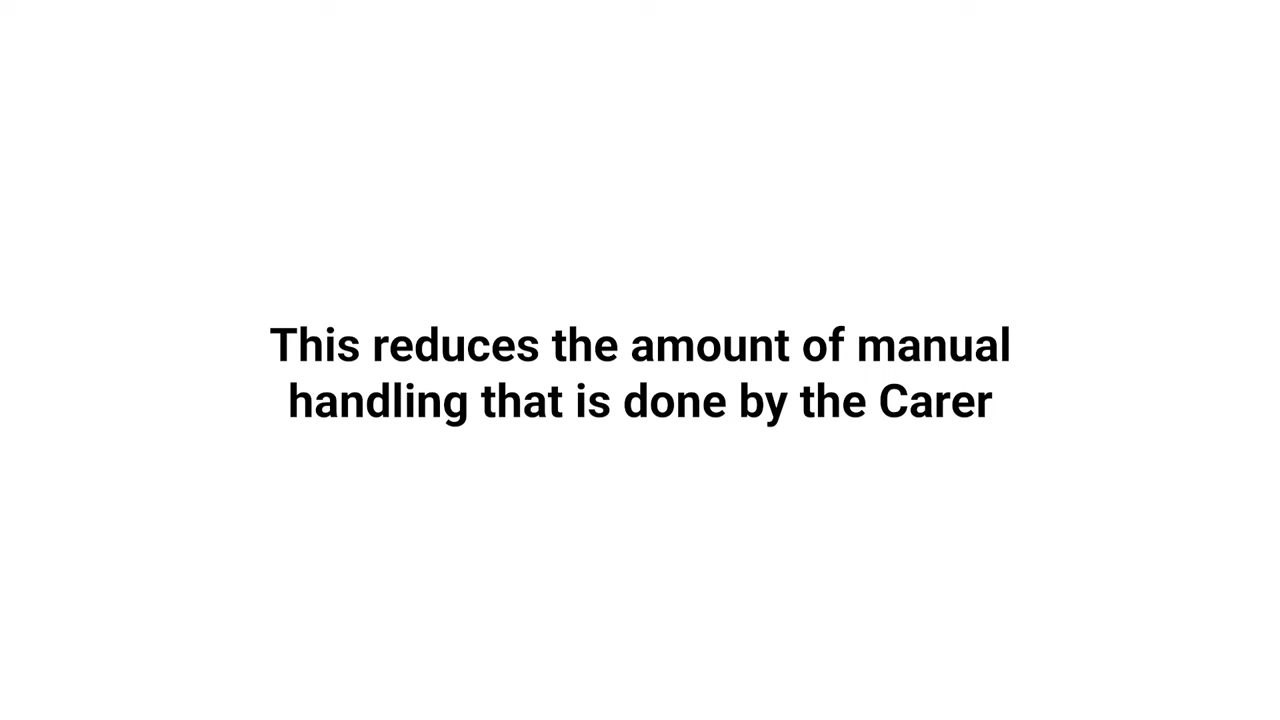 This reduces the amount of manual
handling that is done by the Carer